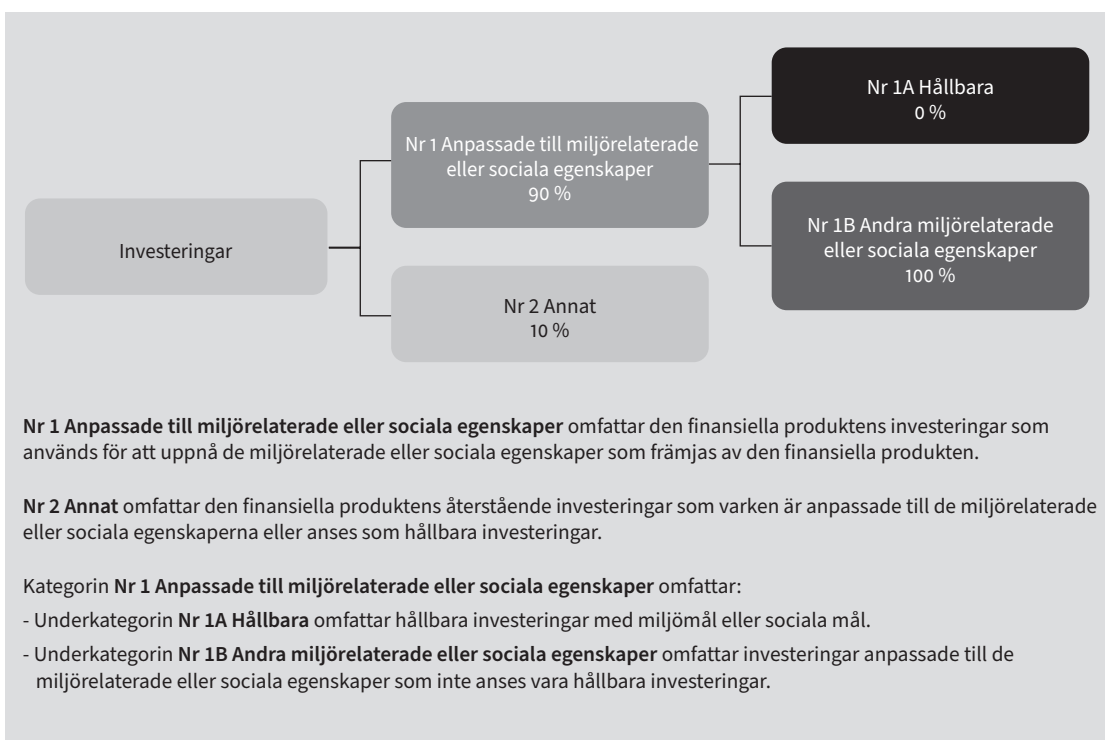 Nr 1A Hållbara
0 %
Nr 1 Anpassade till miljörelaterade
eller sociala egenskaper
90 %
Nr 1B Andra miljörelaterade
eller sociala egenskaper
100 %
Investeringar
Nr 2 Annat
10 %
Nr 1 Anpassade till miljörelaterade eller sociala egenskaper omfattar den finansiella produktens investeringar som
används för att uppnå de miljörelaterade eller sociala egenskaper som främjas av den finansiella produkten.
Nr 2 Annat omfattar den finansiella produktens återstående investeringar som varken är anpassade till de miljörelaterade
eller sociala egenskaperna eller anses som hållbara investeringar.
Kategorin Nr 1 Anpassade till miljörelaterade eller sociala egenskaper omfattar:
- Underkategorin Nr 1A Hållbara omfattar hållbara investeringar med miljömål eller sociala mål.
- Underkategorin Nr 1B Andra miljörelaterade eller sociala egenskaper omfattar investeringar anpassade till de
miljörelaterade eller sociala egenskaper som inte anses vara hållbara investeringar.